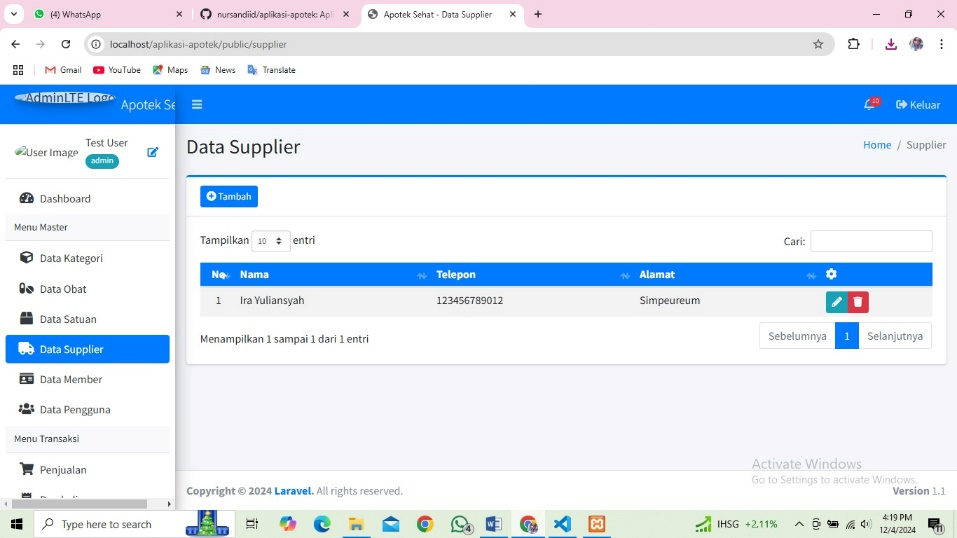 (4) WhatsApp
nursandiid/aplikasi-apotek: Apl
Apotek Sehat - Data Supplier
localhost/aplikasi-apotek/public/supplier
Gmail YouTube Maps News Translate
AdminLTE Logo Apotek Se
10 Keluar
User Image Test User
admin
Data Supplier
Home / Supplier
Dashboard
Menu Master
Data Kategori
Data Obat
Data Satuan
Data Supplier
Data Member
Data Pengguna
Menu Transaksi
Penjualan
Tambah
Tampilkan 10 entri
Cari:
No Nama Telepon Alamat
1 Ira Yuliansyah 123456789012 Simpeureum
Menampilkan 1 sampai 1 dari 1 entri
Sebelumnya 1 Selanjutnya
Activate Windows
Go to Settings to activate Windows.
Copyright © 2024 Laravel. All rights reserved.
Version 1.1
Type here to search
4
IHSG +2,11%
4:19 PM
12/4/2024
11